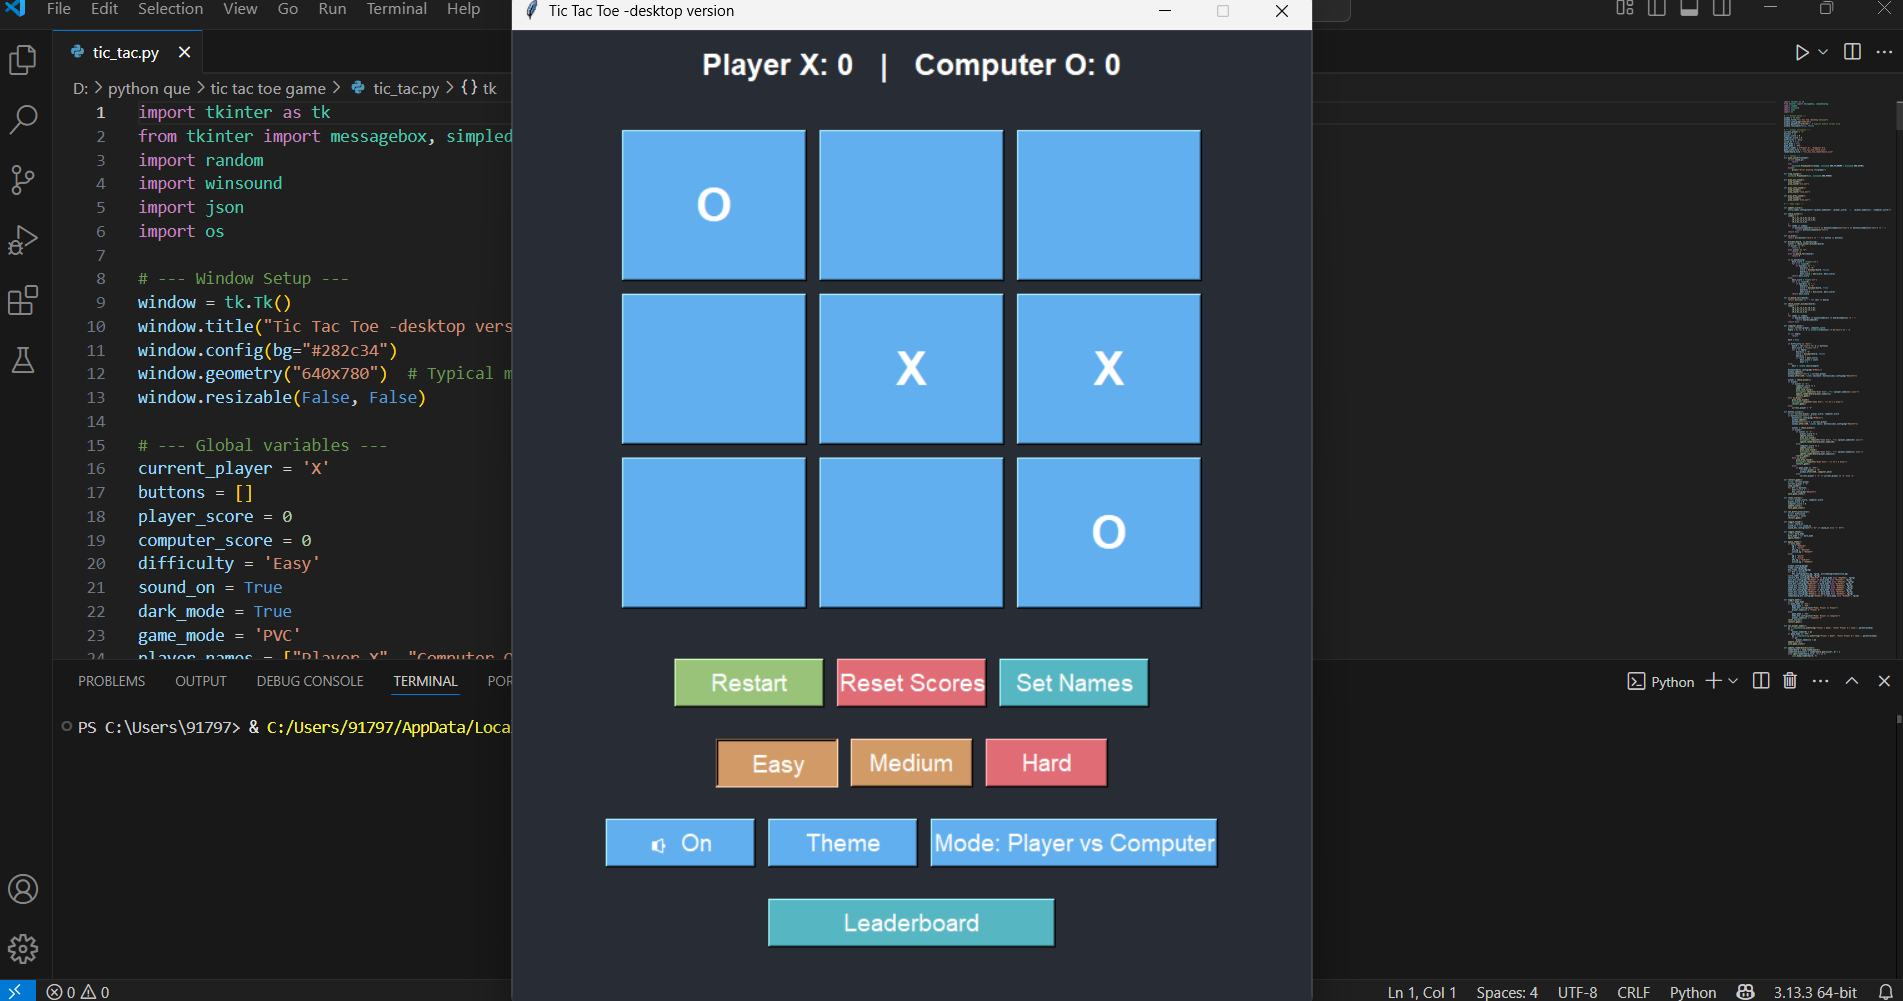 File Edit Selection View Go Run Terminal Help
Tic Tac Toe -desktop version
tic_tac.py
D: > python que > tic tac toe game > tic_tac.py > {} tk
1 import tkinter as tk
2 from tkinter import messagebox, simpled
3 import random
4 import winsound
5 import json
6 import os
7
8 # --- Window Setup ---
9 window = tk.Tk()
10 window.title("Tic Tac Toe -desktop vers
11 window.config(bg="#282c34")
12 window.geometry("640x780")  # Typical m
13 window.resizable(False, False)
14
15 # --- Global variables ---
16 current_player = 'X'
17 buttons = []
18 player_score = 0
19 computer_score = 0
20 difficulty = 'Easy'
21 sound_on = True
22 dark_mode = True
23 game_mode = 'PVC'
24 player_names = ["Player X", "Computer O
Player X: 0 | Computer O: 0
O
X X
O
Restart Reset Scores Set Names
Easy Medium Hard
On Theme Mode: Player vs Computer
Leaderboard
PROBLEMS OUTPUT DEBUG CONSOLE TERMINAL POR
Python
PS C:\Users\91797> & C:/Users/91797/AppData/Loca
0 0
Ln 1, Col 1 Spaces: 4 UTF-8 CRLF Python 3.13.3 64-bit